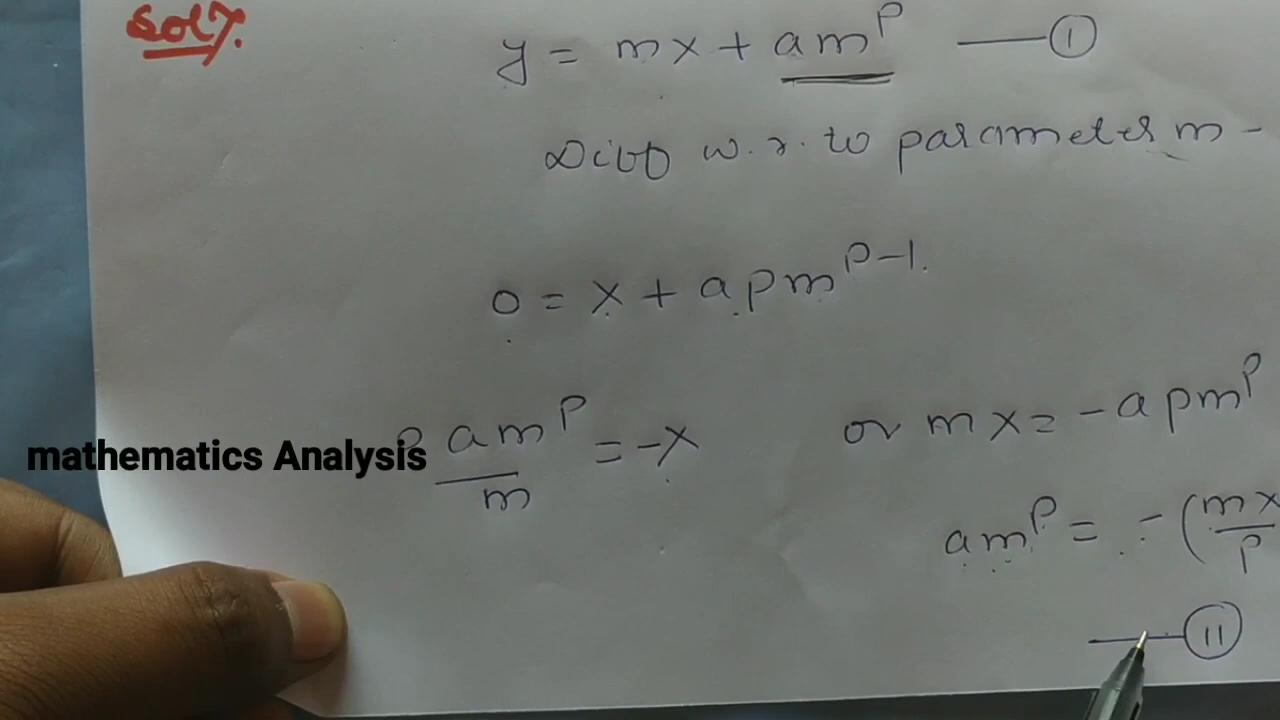 Sol^n.
y = mx + am^p —— (1)
Diff w.r. to parameter m -
0 = x + apm^{p-1}.
p am^p / m = -x or mx = -apm^p
mathematics Analysis
am^p = -(mx/p
—— (11)